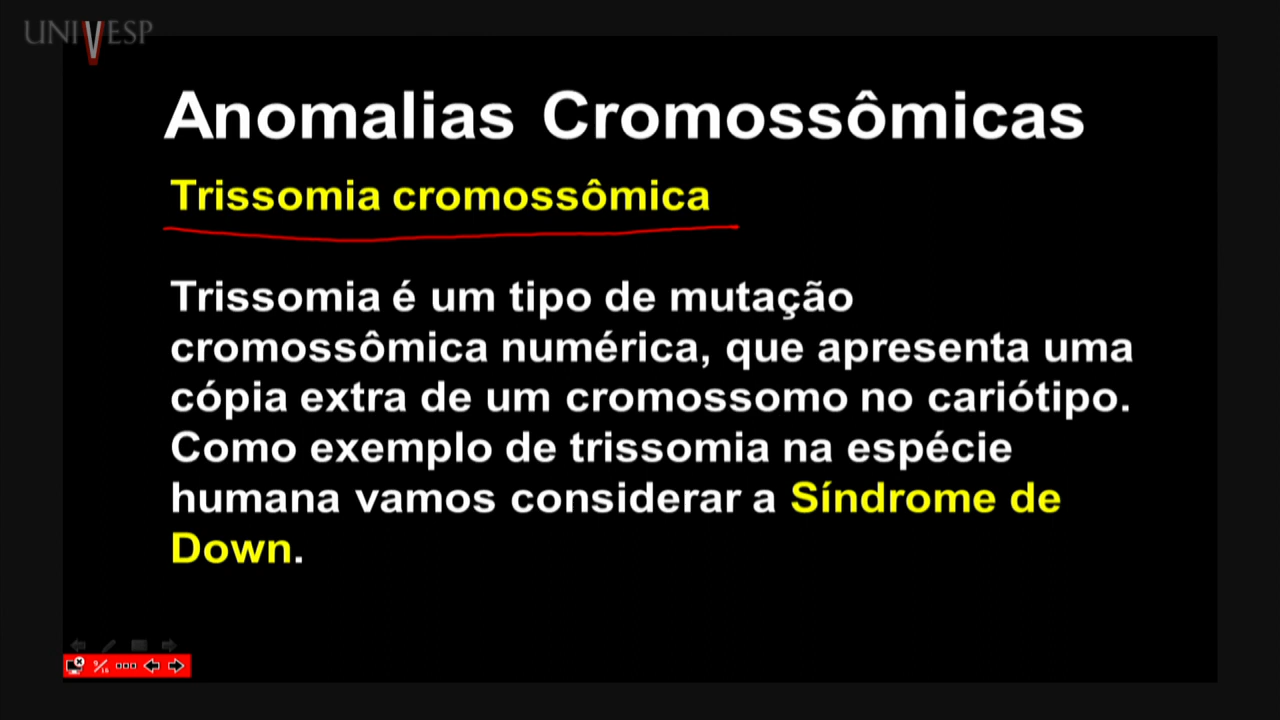 UNIVESP
Anomalias Cromossômicas
Trissomia cromossômica
Trissomia é um tipo de mutação
cromossômica numérica, que apresenta uma
cópia extra de um cromossomo no cariótipo.
Como exemplo de trissomia na espécie
humana vamos considerar a Síndrome de
Down.